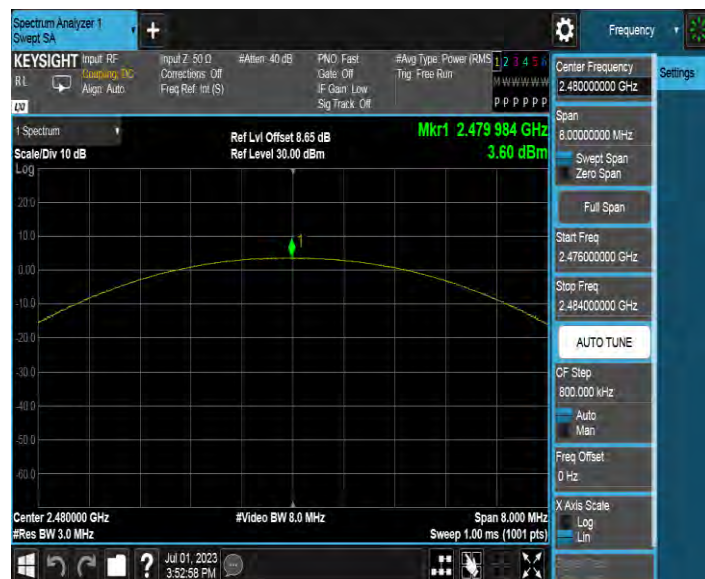 Spectrum Analyzer 1
Swept SA
+
Frequency
KEYSIGHT
Input: RF
Coupling: DC
Align: Auto
Input Z: 50 Ω
Corrections: Off
Freq Ref: Int (S)
#Atten: 40 dB
PNO: Fast
Gate: Off
IF Gain: Low
Sig Track: Off
#Avg Type: Power (RMS
Trig: Free Run
1 2 3 4 5 6
M W W W W W
P P P P P P
R L
LXI
1 Spectrum
Scale/Div 10 dB
Ref Lvl Offset 8.65 dB
Ref Level 30.00 dBm
Mkr1 2.479 984 GHz
3.60 dBm
Log
20.0
10.0
0.00
-10.0
-20.0
-30.0
-40.0
-50.0
-60.0
1
Center 2.480000 GHz
#Res BW 3.0 MHz
#Video BW 8.0 MHz
Span 8.000 MHz
Sweep 1.00 ms (1001 pts)
Center Frequency
2.480000000 GHz
Settings
Span
8.00000000 MHz
Swept Span
Zero Span
Full Span
Start Freq
2.476000000 GHz
Stop Freq
2.484000000 GHz
AUTO TUNE
CF Step
800.000 kHz
Auto
Man
Freq Offset
0 Hz
X Axis Scale
Log
Lin
?
Jul 01, 2023
3:52:58 PM